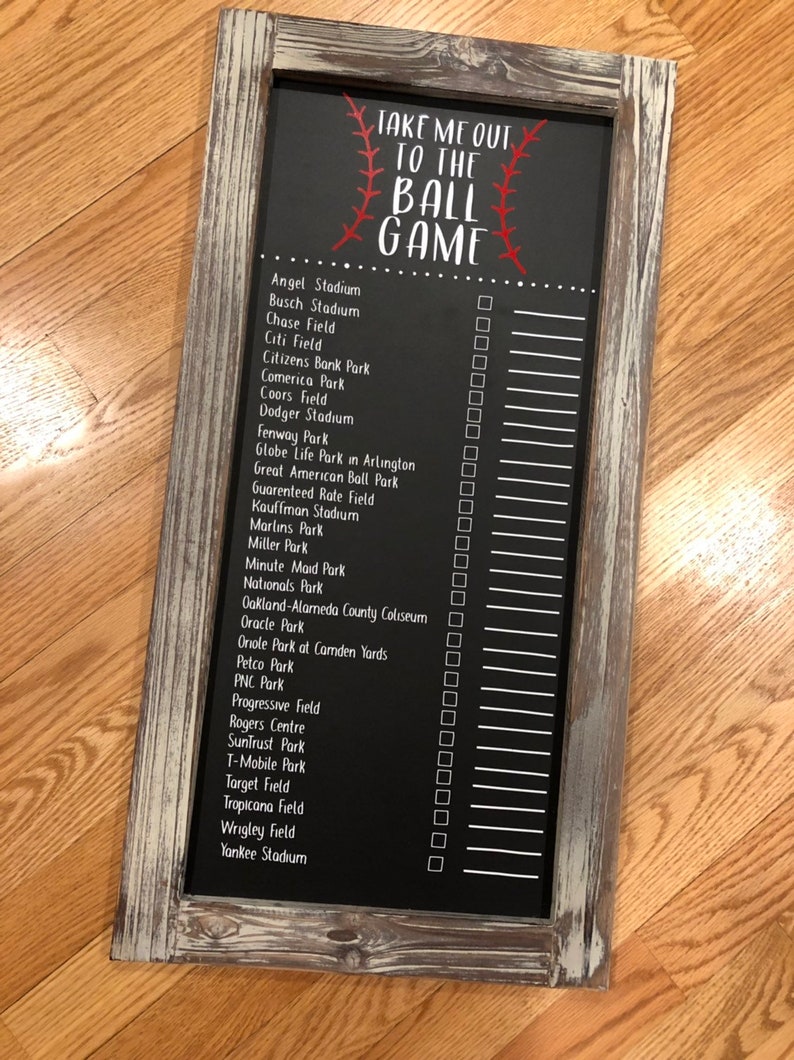 TAKE ME OUT
TO THE
BALL
GAME
Angel Stadium
Busch Stadium
Chase Field
Citi Field
Citizens Bank Park
Comerica Park
Coors Field
Dodger Stadium
Fenway Park
Globe Life Park in Arlington
Great American Ball Park
Guarenteed Rate Field
Kauffman Stadium
Marlins Park
Miller Park
Minute Maid Park
Nationals Park
Oakland-Alameda County Coliseum
Oracle Park
Oriole Park at Camden Yards
Petco Park
PNC Park
Progressive Field
Rogers Centre
SunTrust Park
T-Mobile Park
Target Field
Tropicana Field
Wrigley Field
Yankee Stadium